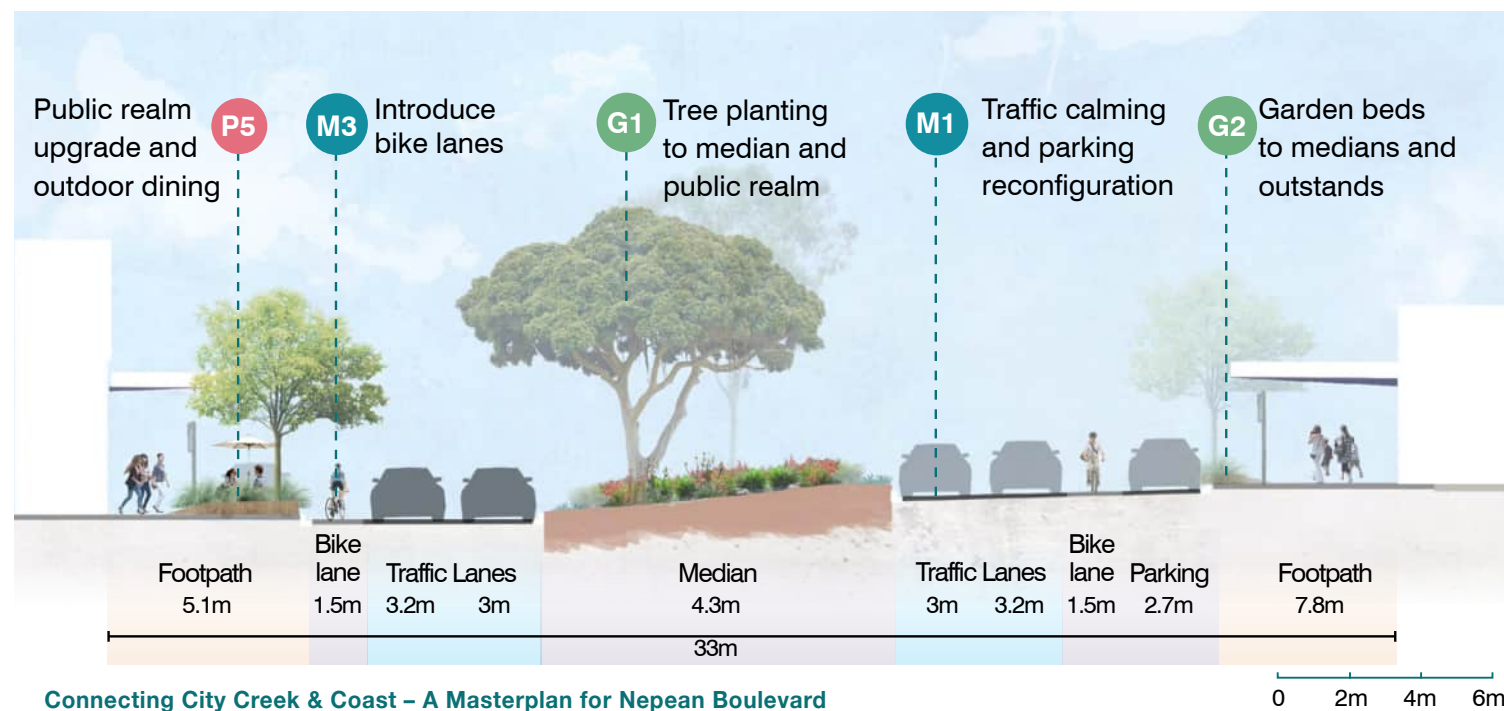 Public realm
upgrade and
outdoor dining
P5
M3
Introduce
bike lanes
G1
Tree planting
to median and
public realm
M1
Traffic calming
and parking
reconfiguration
G2
Garden beds
to medians and
outstands
Footpath
5.1m
Bike
lane
1.5m
Traffic Lanes
3.2m 3m
Median
4.3m
Traffic Lanes
3m 3.2m
Bike
lane
1.5m
Parking
2.7m
Footpath
7.8m
33m
Connecting City Creek & Coast – A Masterplan for Nepean Boulevard
0 2m 4m 6m